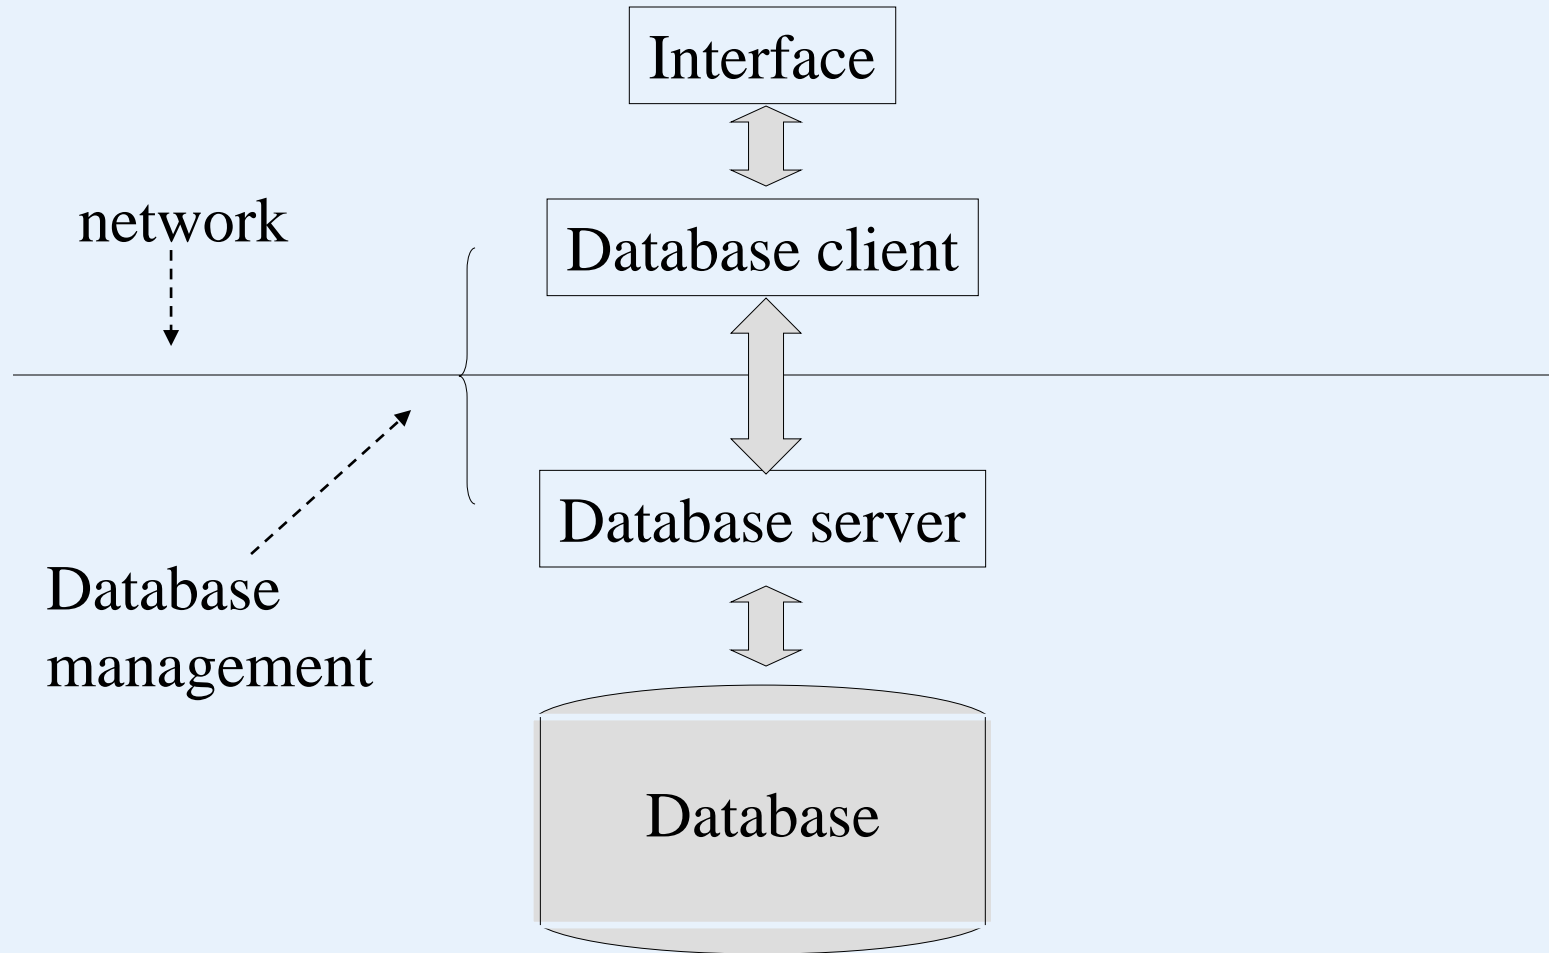 Interface
network
Database client
Database server
Database
management
Database